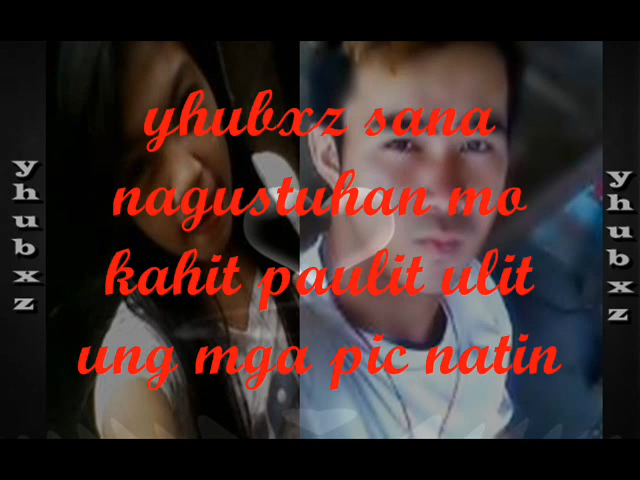 yhubxz sana
nagustuhan mo
kahit paulit ulit
ung mga pic natin
yhubxz
yhubxz